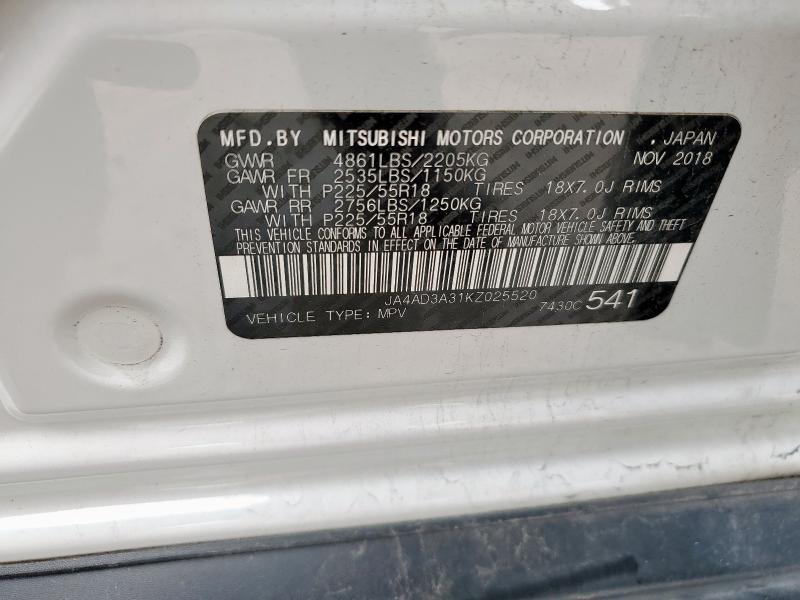 MFD.BY MITSUBISHI MOTORS CORPORATION . JAPAN
GVWR 4861LBS/2205KG NOV 2018
GAWR FR 2535LBS/1150KG
WITH P225/55R18 TIRES 18X7.0J RIMS
GAWR RR 2756LBS/1250KG
WITH P225/55R18 TIRES 18X7.0J RIMS
THIS VEHICLE CONFORMS TO ALL APPLICABLE FEDERAL MOTOR VEHICLE SAFETY AND THEFT
PREVENTION STANDARDS IN EFFECT ON THE DATE OF MANUFACTURE SHOWN ABOVE.
JA4AD3A31KZ025520
VEHICLE TYPE: MPV 7430C 541